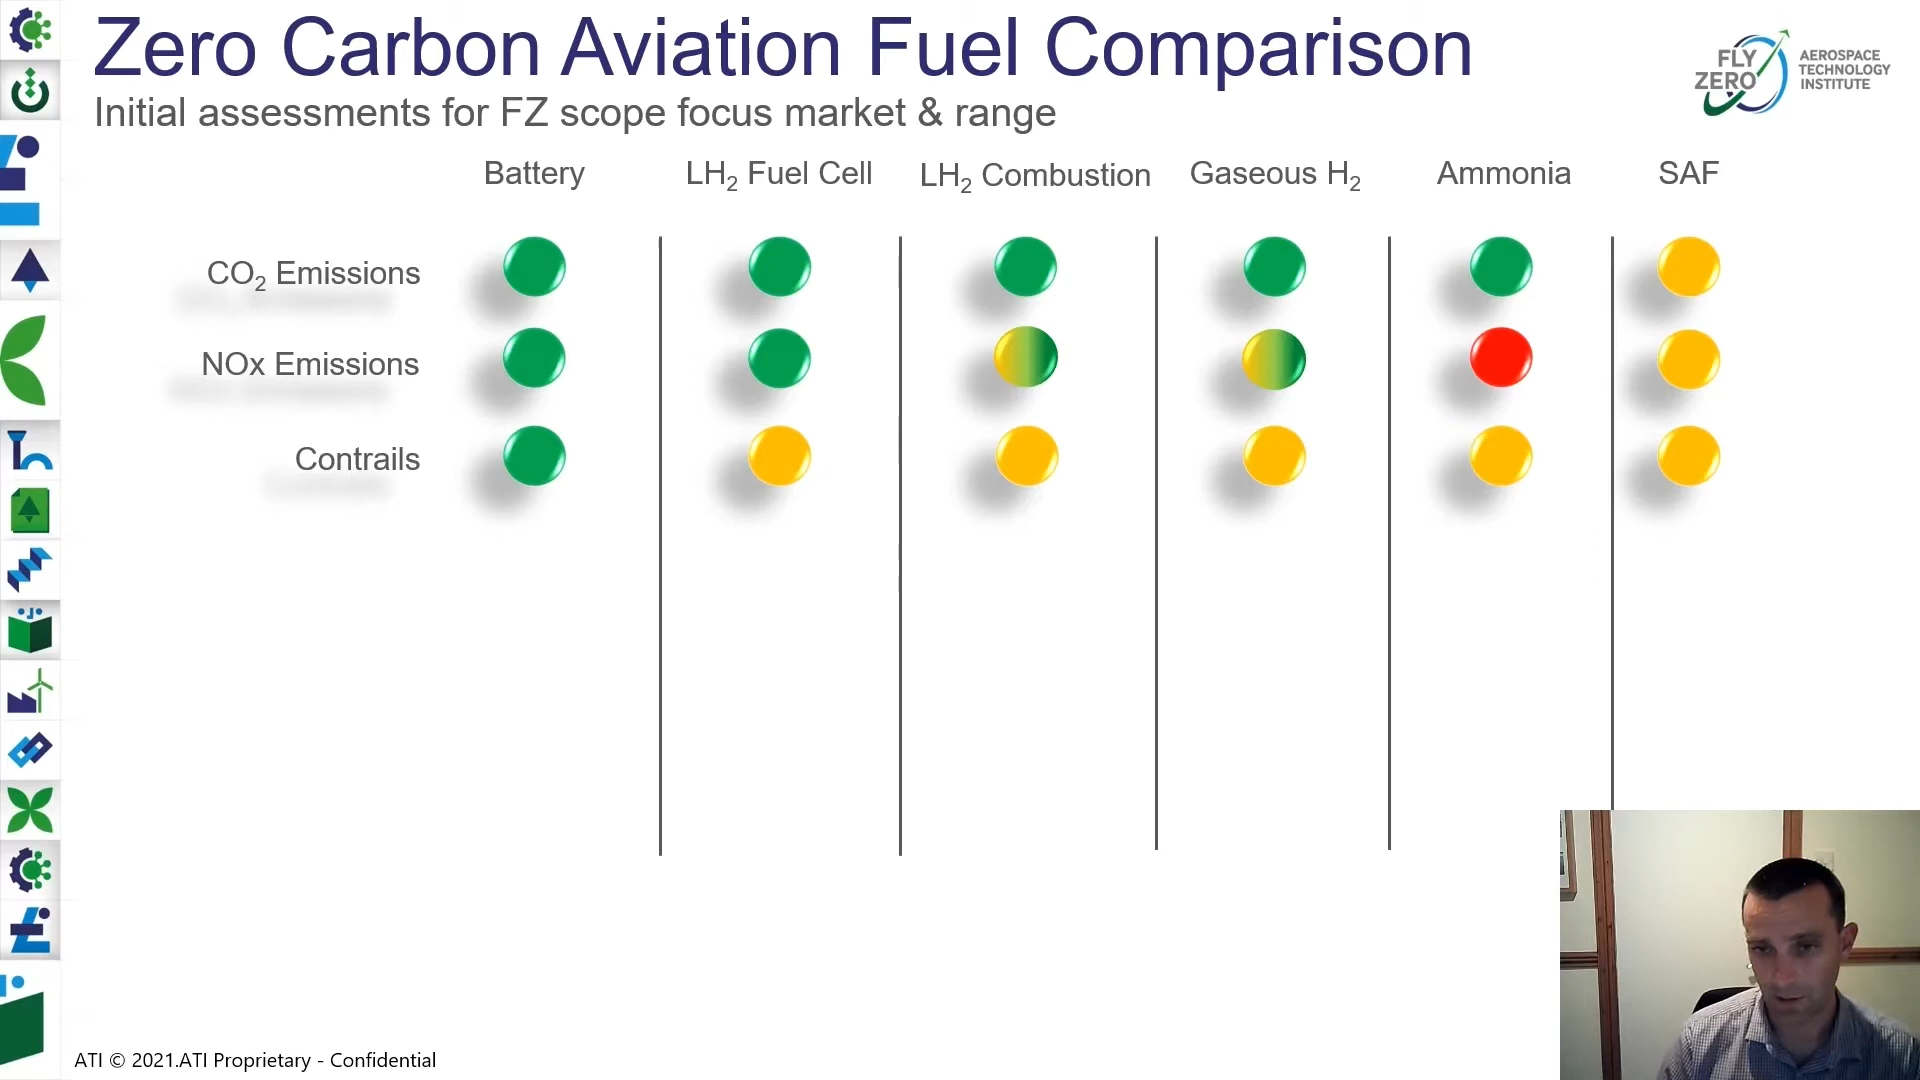 Zero Carbon Aviation Fuel Comparison
Initial assessments for FZ scope focus market & range
FLY ZERO
AEROSPACE
TECHNOLOGY
INSTITUTE
Battery LH₂ Fuel Cell LH₂ Combustion Gaseous H₂ Ammonia SAF
CO₂ Emissions
NOx Emissions
Contrails
ATI © 2021.ATI Proprietary - Confidential